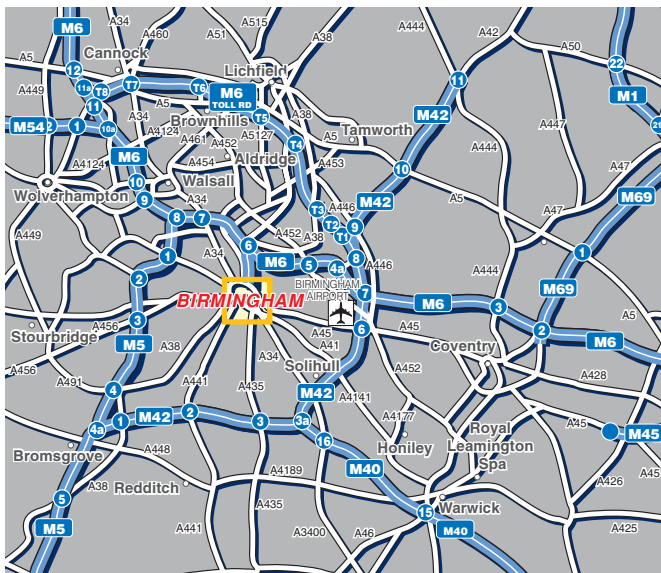 M6
A34
A460
A51
A515
A38
A444
A42
A50
A5
Cannock
12
22
A449
11a
T8
T7
T6
M6
TOLL RD
Lichfield
11
M1
11
A34
A5
Brownhills
T5
A38
M42
M54
2
1
10a
A4124
A461
A5127
T4
A5
Tamworth
A447
21
M6
A452
A444
A4124
A454
Aldridge
A453
10
A47
10
Walsall
A5
M69
Wolverhampton
9
A34
T3
A446
M42
8
7
T2
9
A47
A449
A452
A38
T1
6
A34
1
M6
5
4a
8
A446
1
2
BIRMINGHAM
AIRPORT
A444
M69
7
M6
3
BIRMINGHAM
A5
3
A456
Stourbridge
A45
6
A45
2
M6
M5
A38
A34
A41
Coventry
A456
Solihull
A452
A428
A491
4
A441
A435
M42
A4141
A4177
A45
M42
2
1
3
3a
4a
16
Royal
Leamington
Spa
M45
Bromsgrove
A448
Honiley
A45
M40
A4189
A426
A38
Redditch
5
A435
Warwick
15
M5
A441
A3400
A46
M40
A425